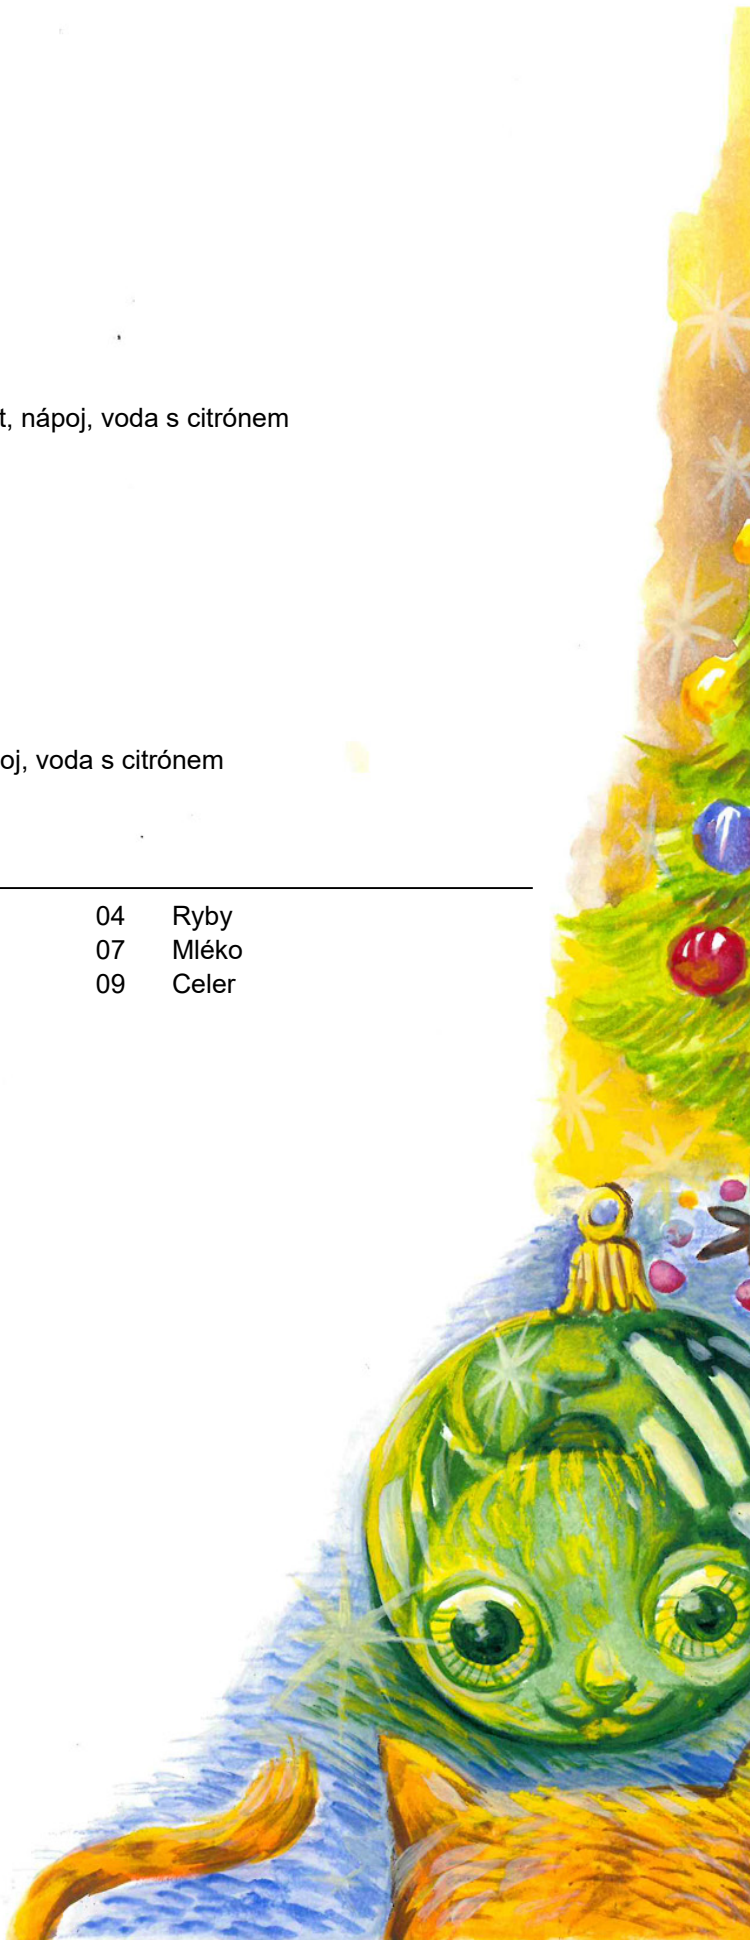 t, nápoj, voda s citrónem
oj, voda s citrónem
04 Ryby
07 Mléko
09 Celer